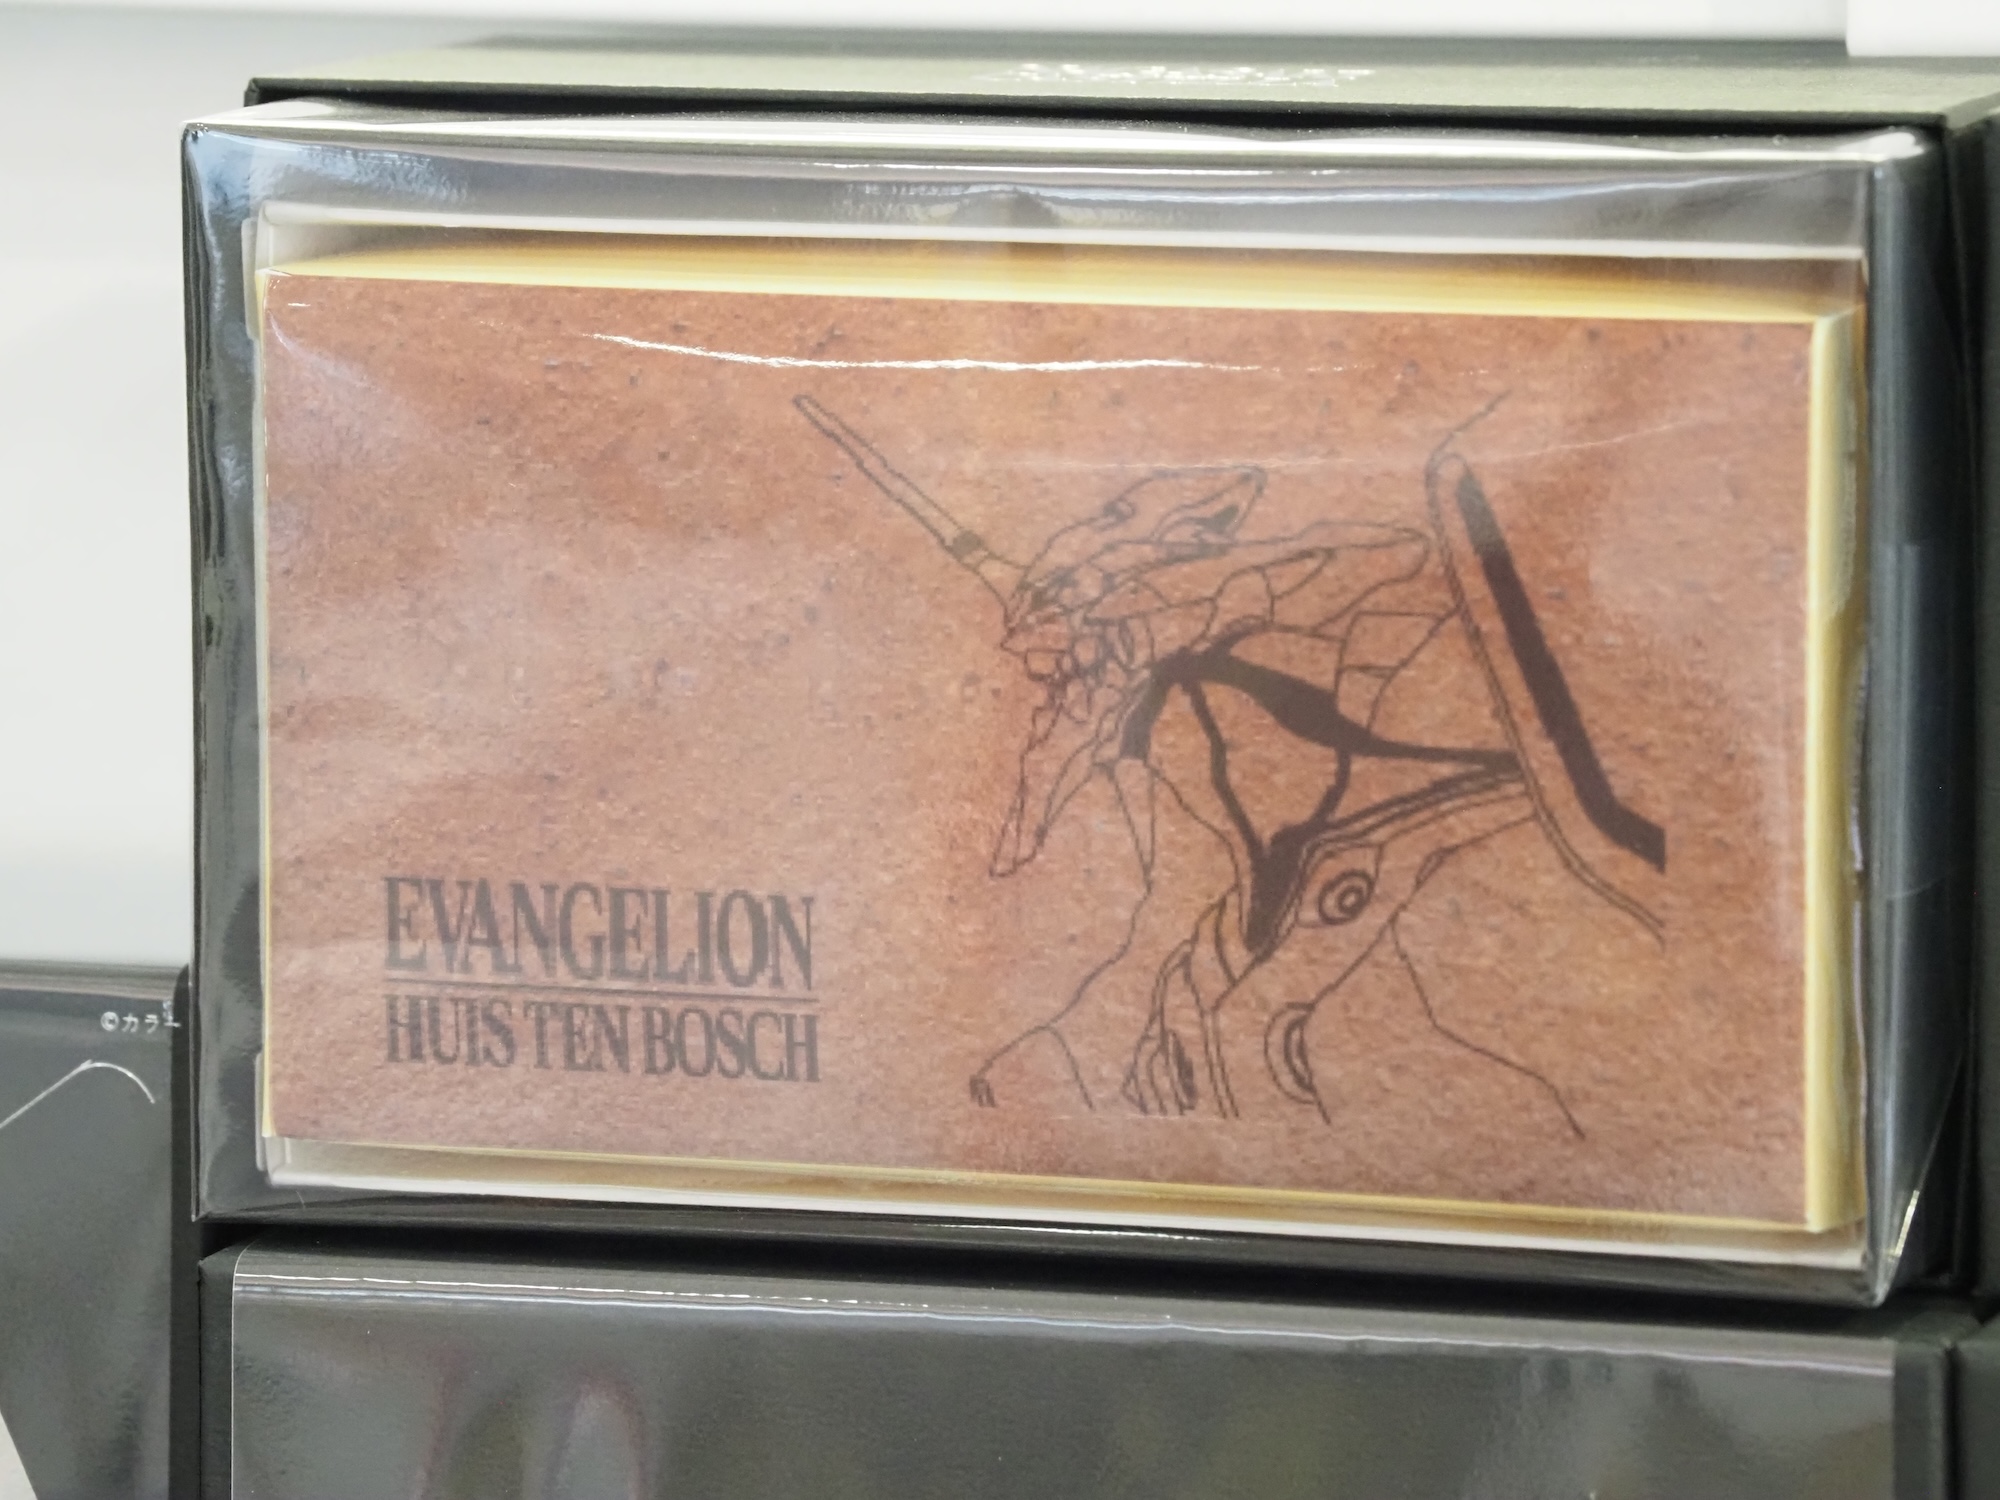 EVANGELION
HUIS TEN BOSCH
©カラー